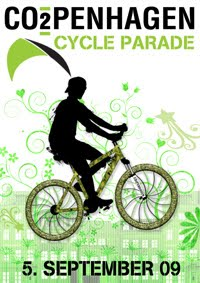 CO2PENHAGEN
CYCLE PARADE
5. SEPTEMBER 09